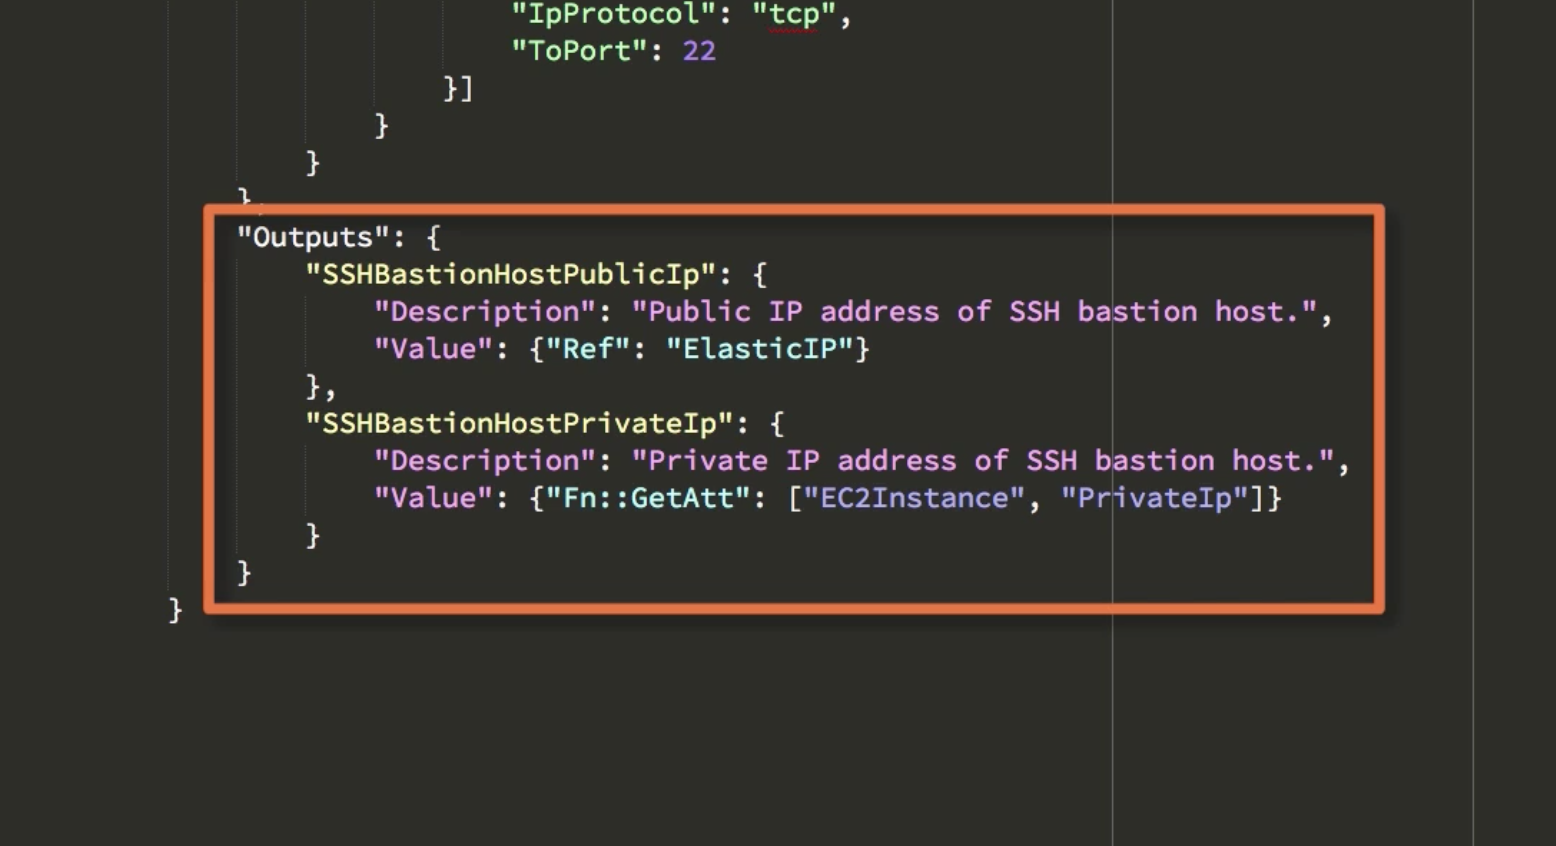 "IpProtocol": "tcp",
"ToPort": 22
}]
}
}
},
"Outputs": {
"SSHBastionHostPublicIp": {
"Description": "Public IP address of SSH bastion host.",
"Value": {"Ref": "ElasticIP"}
},
"SSHBastionHostPrivateIp": {
"Description": "Private IP address of SSH bastion host.",
"Value": {"Fn::GetAtt": ["EC2Instance", "PrivateIp"]}
}
}
}